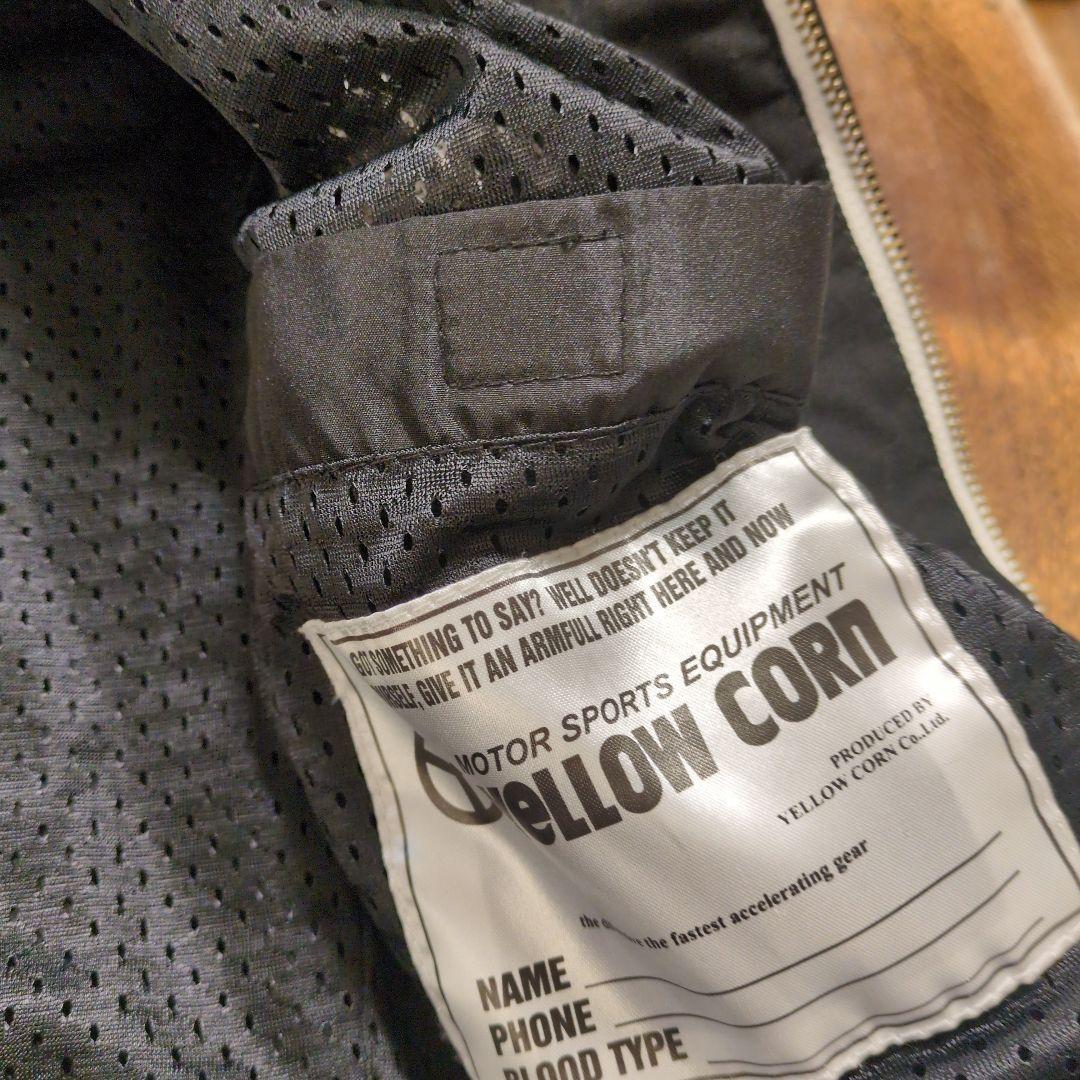 GOT SOMETHING TO SAY? WELL DOESN'T KEEP IT
GIVE IT AN ARMFULL RIGHT HERE AND NOW
MOTOR SPORTS EQUIPMENT
YeLLOW CORn
PRODUCED BY
YELLOW CORN Co.,Ltd.
the fastest accelerating gear
NAME
PHONE
BLOOD TYPE